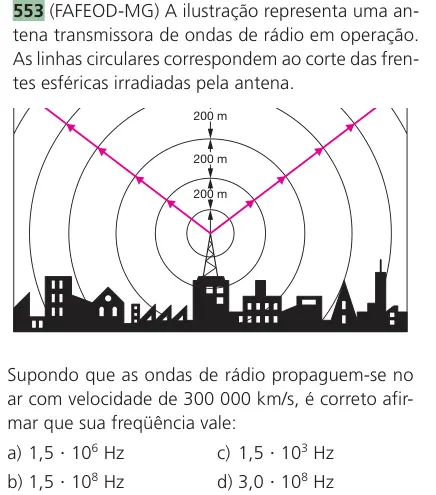 553 (FAFEOD-MG) A ilustração representa uma an-
tena transmissora de ondas de rádio em operação.
As linhas circulares correspondem ao corte das fren-
tes esféricas irradiadas pela antena.
200 m
200 m
200 m
Supondo que as ondas de rádio propaguem-se no
ar com velocidade de 300 000 km/s, é correto afir-
mar que sua freqüência vale:
a) 1,5 · 10⁶ Hz c) 1,5 · 10³ Hz
b) 1,5 · 10⁸ Hz d) 3,0 · 10⁸ Hz